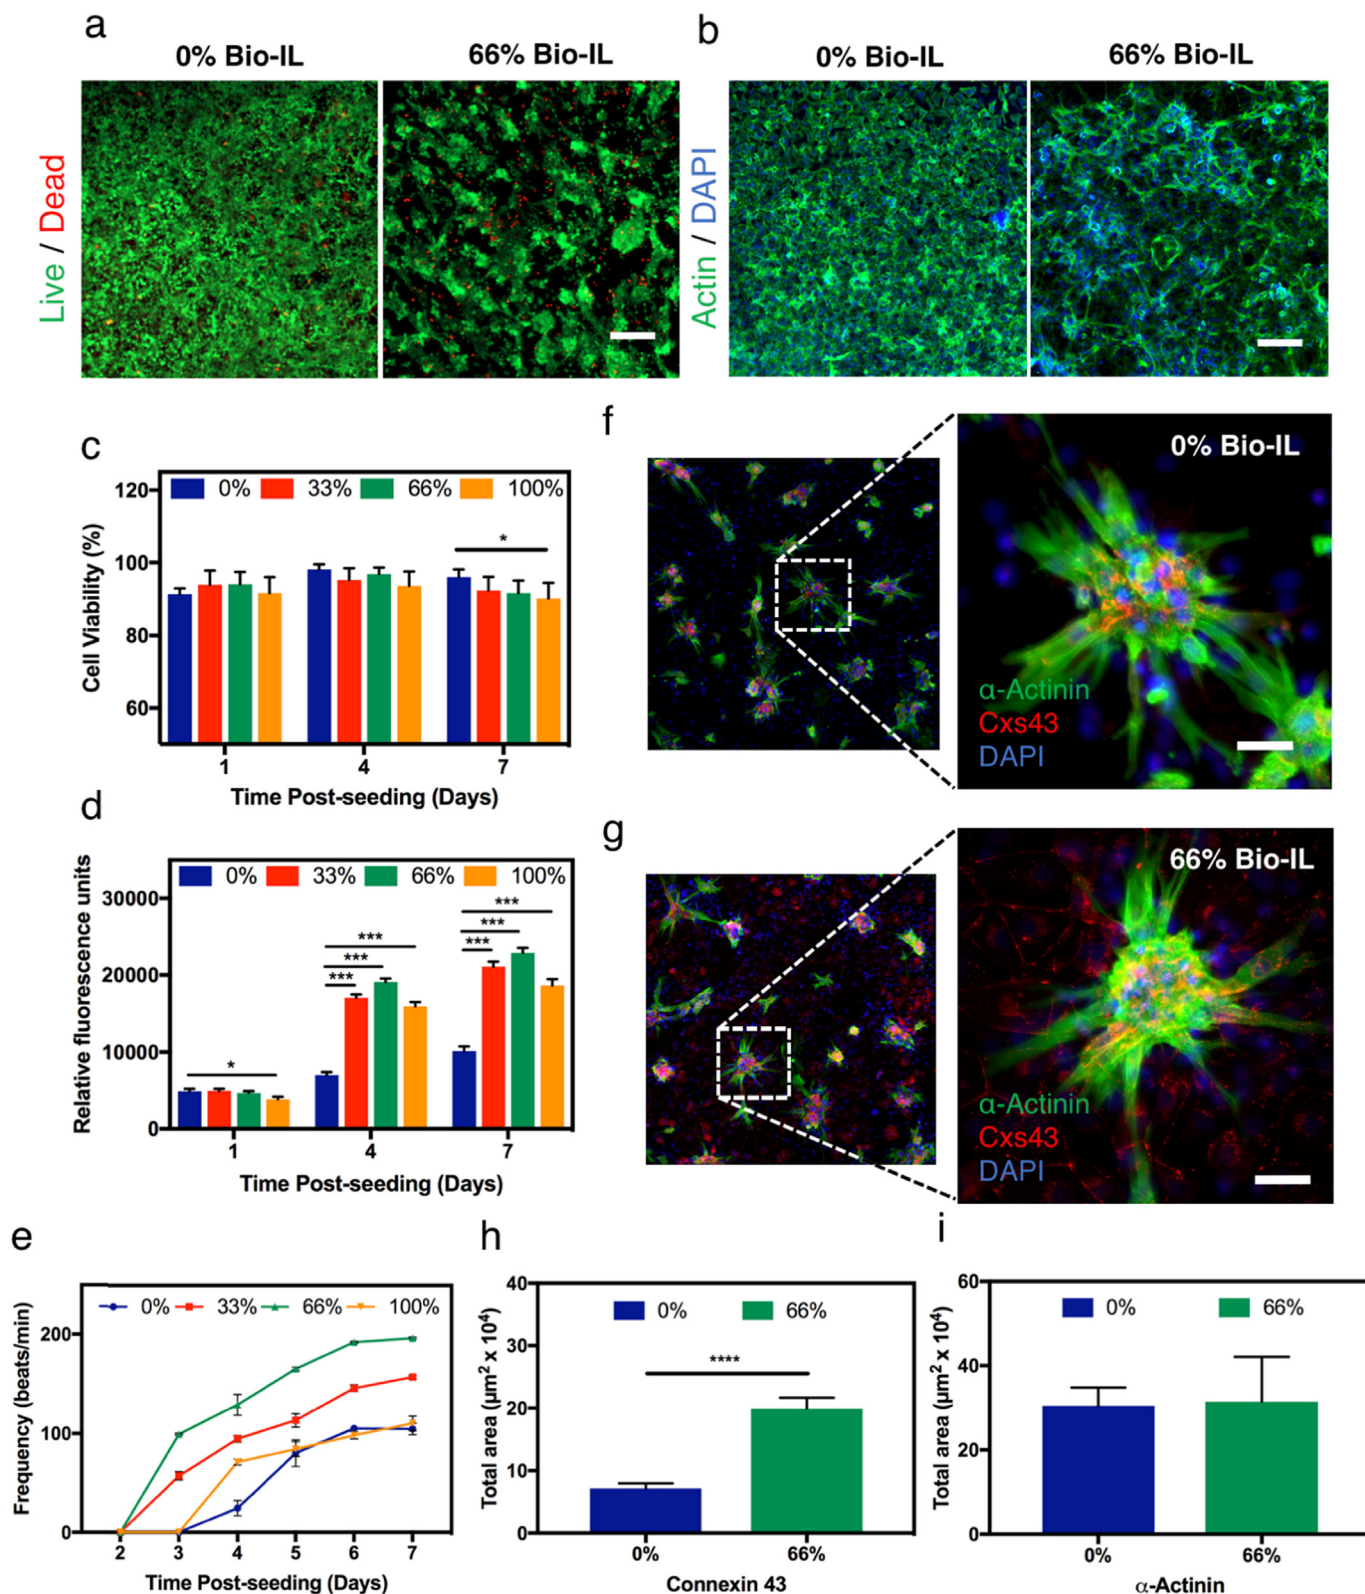 a
0% Bio-IL
66% Bio-IL
Live / Dead
b
0% Bio-IL
66% Bio-IL
Actin / DAPI
c
120
100
80
60
0%
33%
66%
100%
*
1
4
7
Cell Viability (%)
Time Post-seeding (Days)
d
30000
20000
10000
0
0%
33%
66%
100%
*
***
***
***
***
***
***
1
4
7
Relative fluorescence units
Time Post-seeding (Days)
e
200
100
0
0%
33%
66%
100%
2
3
4
5
6
7
Frequency (beats/min)
Time Post-seeding (Days)
f
0% Bio-IL
α-Actinin
Cxs43
DAPI
g
66% Bio-IL
α-Actinin
Cxs43
DAPI
h
40
30
20
10
0
0%
66%
****
0%
66%
Total area (µm² x 10⁴)
Connexin 43
i
60
40
20
0
0%
66%
0%
66%
Total area (µm² x 10⁴)
α-Actinin